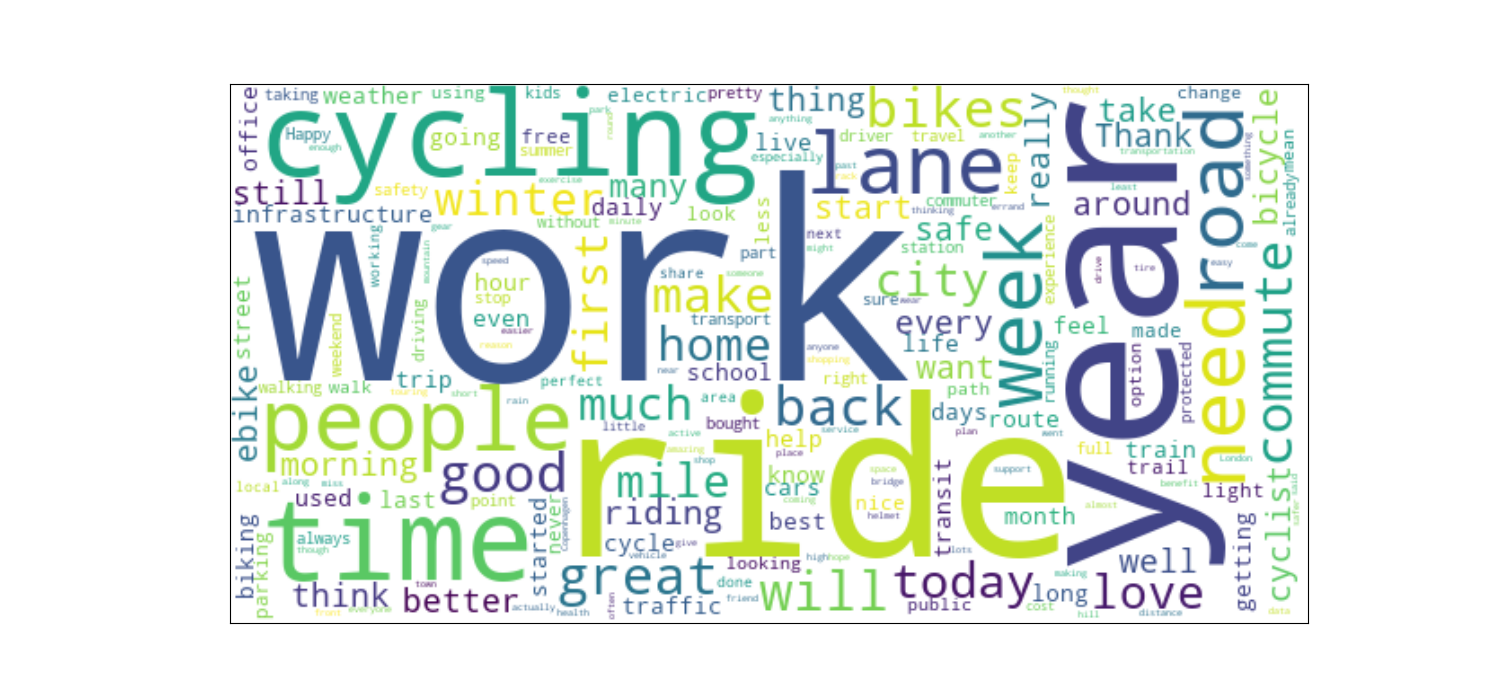 office
taking
weather
using
kids
electric
pretty
thing
bikes
really
take
change
bicycle
thought
cycling
Happy
enough
going
free
summer
park
round
anything
live
especially
driver
travel
another
lane
keep
year
Thank
transportation
road
something
already
mean
still
safety
winter
exercise
many
daily
look
less
past
rack
start
thinking
commuter
errand
safe
least
around
infrastructure
gear
without
minute
working
mountain
work
speed
hour
stop
even
easier
reason
first
share
someone
part
next
might
make
transport
home
school
near
anyone
shopping
right
sure
wear
city
station
every
life
want
path
week
experience
feel
running
drive
tire
made
option
protected
need
come
easy
commute
street
ebike
weekend
driving
walking
walk
trip
touring
short
rain
perfect
people
much
area
little
bought
active
amazing
shop
back
service
help
place
know
days
plan
route
went
full
train
trail
London
benefit
light
morning
good
local
along
miss
used
last
point
time
always
though
started
never
Copenhagen
mile
riding
cycle
give
vehicle
cars
coming
best
ride
space
bridge
nice
helmet
transit
support
month
almost
cyclist
safer
said
biking
parking
think
town
better
front
everyone
actually
health
great
often
traffic
looking
done
friend
will
high
hope
today
public
lots
long
making
cost
hill
love
well
distance
getting
data